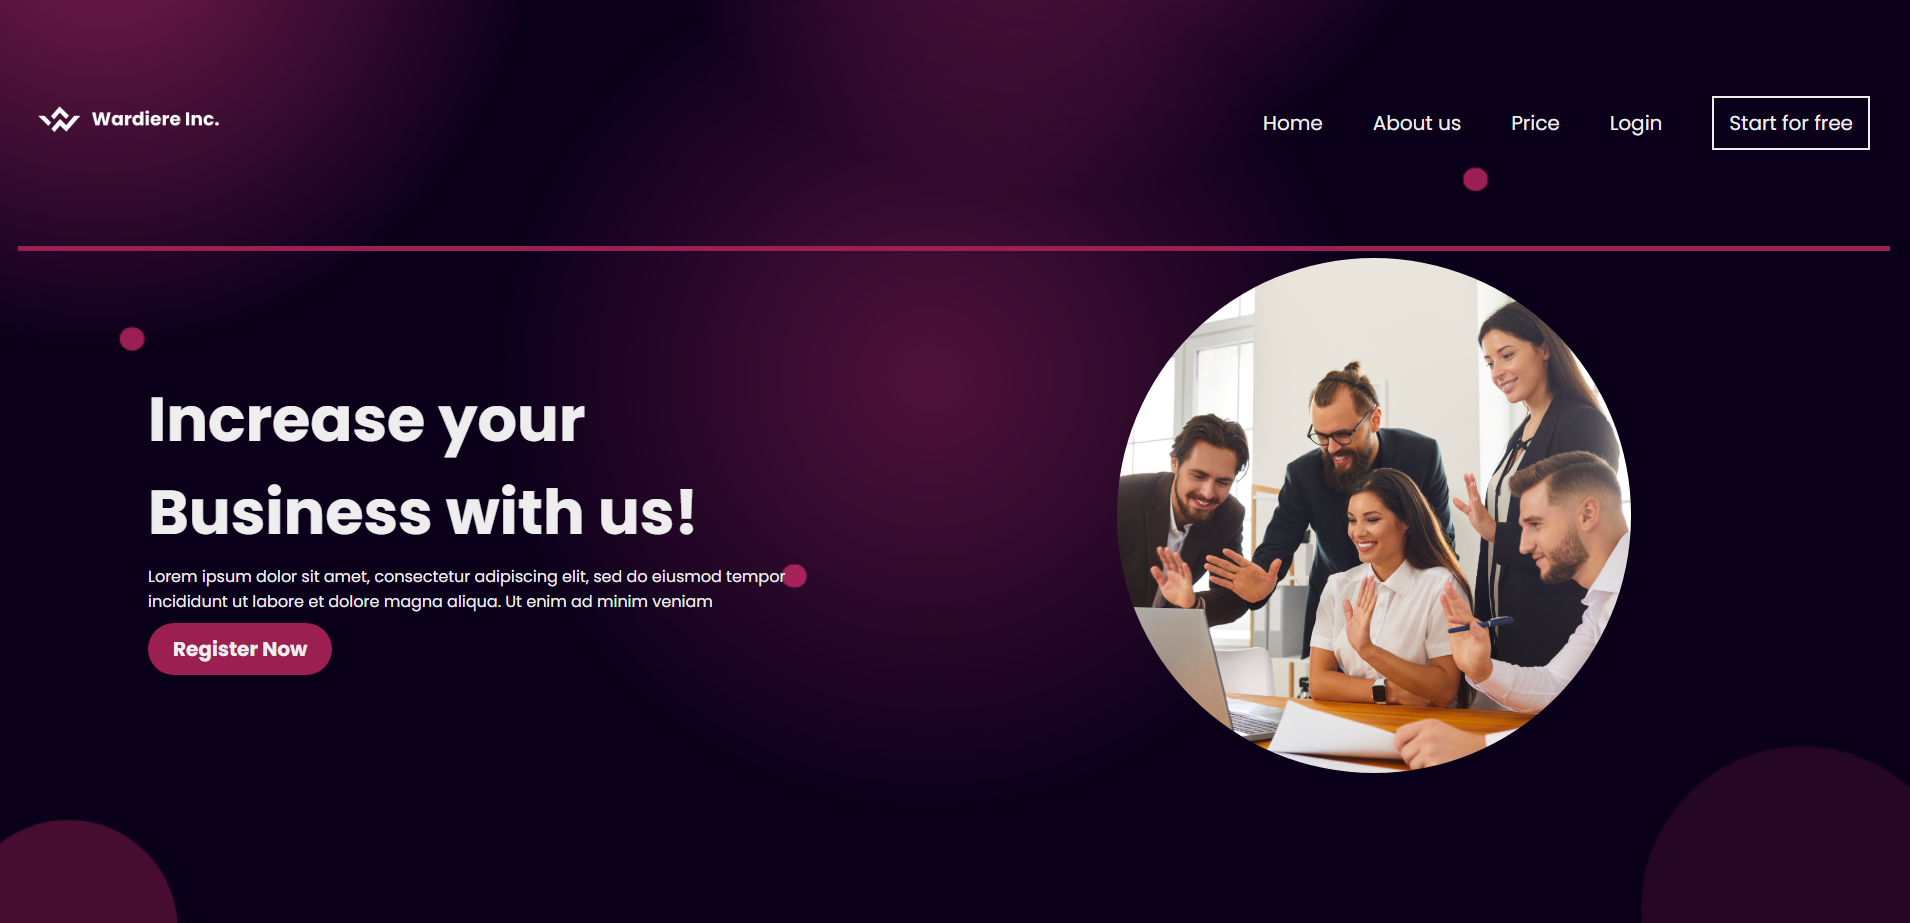 Wardiere Inc.
Home
About us
Price
Login
Start for free
Increase your
Business with us!
Lorem ipsum dolor sit amet, consectetur adipiscing elit, sed do eiusmod tempor
incididunt ut labore et dolore magna aliqua. Ut enim ad minim veniam
Register Now